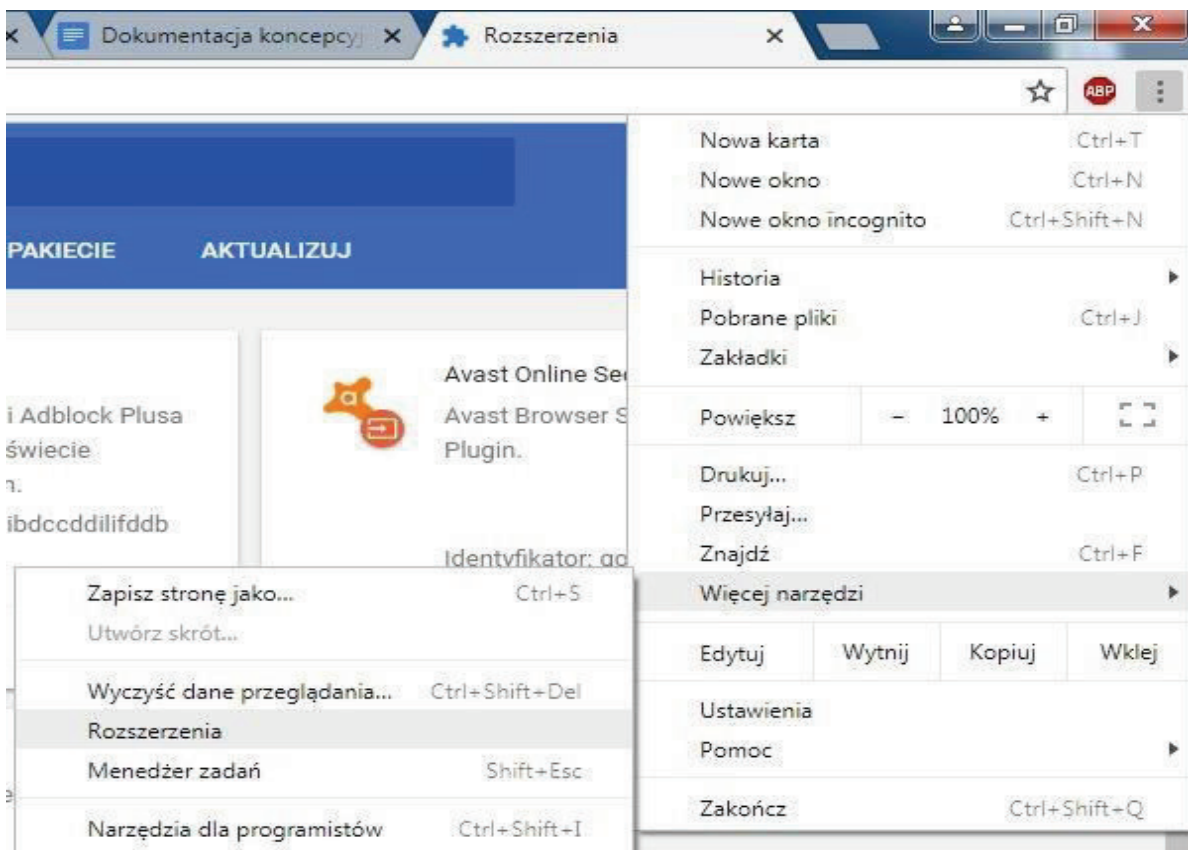 Dokumentacja koncepcyj
Rozszerzenia
ABP
PAKIECIE AKTUALIZUJ
i Adblock Plusa
świecie
ibdccddilifddb
Avast Online Se
Avast Browser S
Plugin.
Identyfikator: go
Nowa karta Ctrl+T
Nowe okno Ctrl+N
Nowe okno incognito Ctrl+Shift+N
Historia
Pobrane pliki Ctrl+J
Zakładki
Powiększ - 100% +
Drukuj... Ctrl+P
Przesyłaj...
Znajdź Ctrl+F
Więcej narzędzi
Edytuj Wytnij Kopiuj Wklej
Ustawienia
Pomoc
Zakończ Ctrl+Shift+Q
Zapisz stronę jako... Ctrl+S
Utwórz skrót...
Wyczyść dane przeglądania... Ctrl+Shift+Del
Rozszerzenia
Menedżer zadań Shift+Esc
Narzędzia dla programistów Ctrl+Shift+I